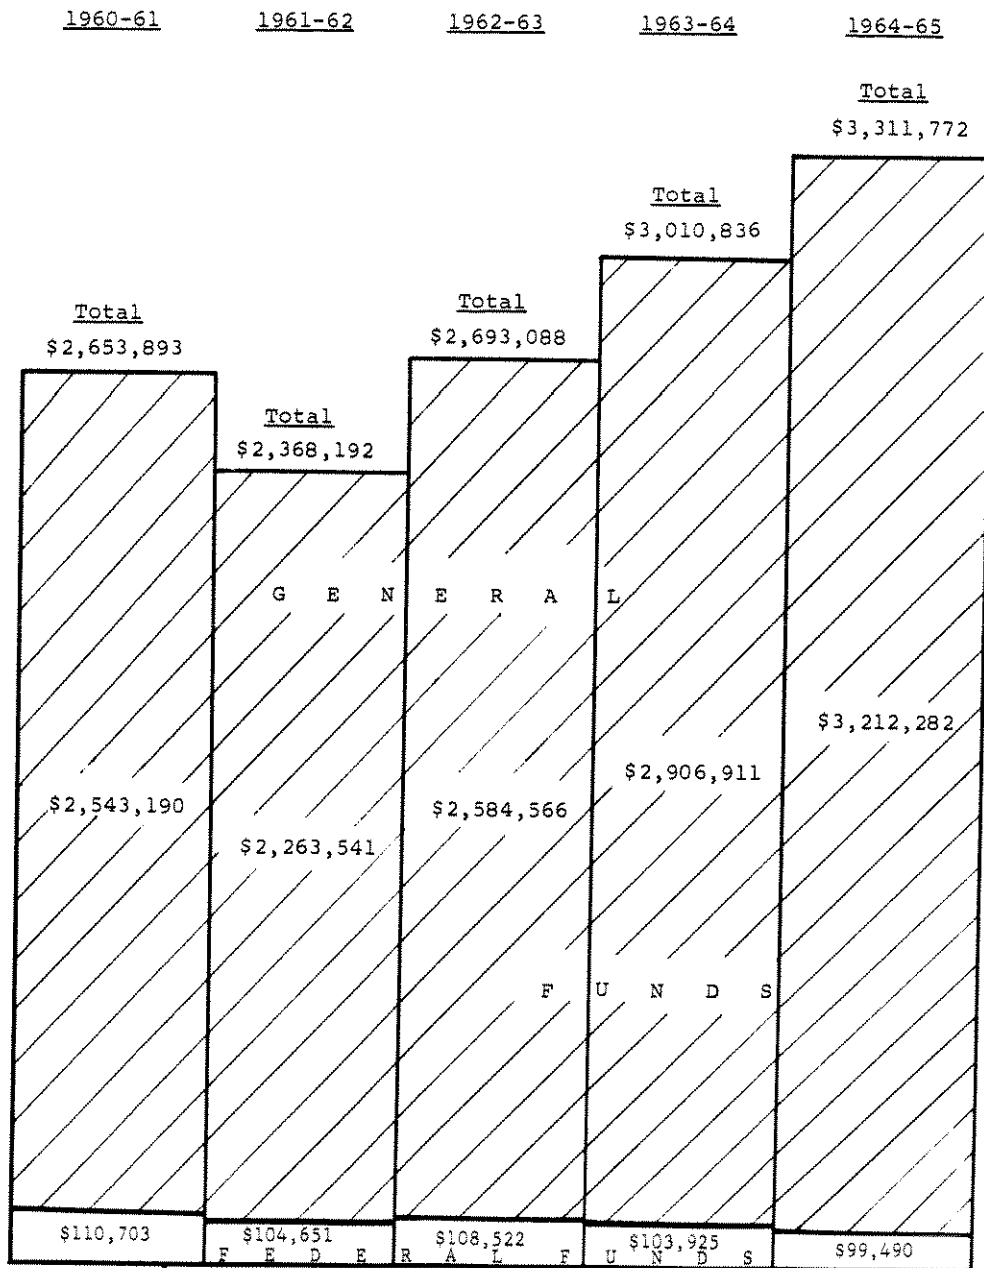 1960-61 1961-62 1962-63 1963-64 1964-65
Total
$3,311,772
Total
$3,010,836
Total
$2,693,088
Total
$2,653,893
Total
$2,368,192
G E N E R A L
$3,212,282
$2,906,911
$2,543,190
$2,584,566
$2,263,541
F U N D S
$110,703 $104,651 $108,522 $103,925 $99,490
F E D E R A L F U N D S